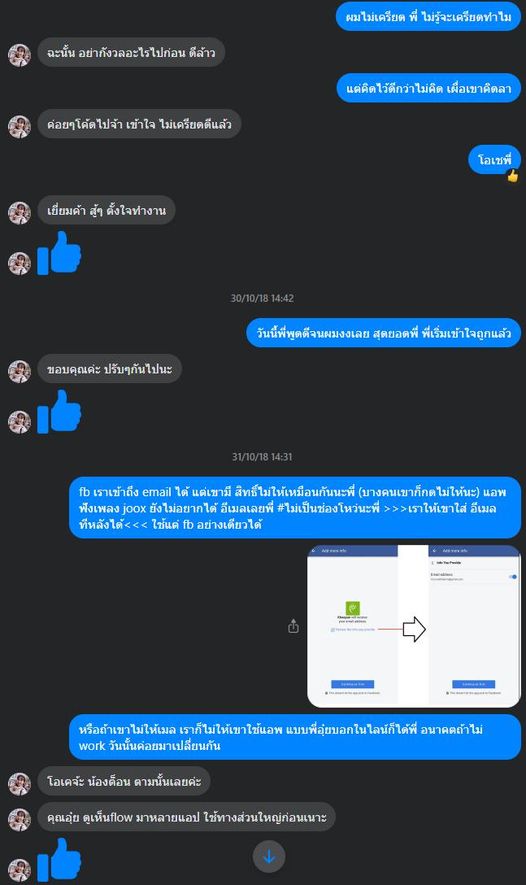 ผมไม่เครียด พี่ ไม่รู้จะเครียดทำไม
ฉะนั้น อย่ากังวลอะไรไปก่อน ดีล้าว
แต่คิดไว้ดีกว่าไม่คิด เผื่อเขาคิดลา
ค่อยๆโค้ดไปจ้า เข้าใจ ไม่เครียดดีแล้ว
โอเชพี่
เยี่ยมค้า สู้ๆ ตั้งใจทำงาน
30/10/18 14:42
วันนี้พี่พูดดีจนผมงงเลย สุดยอดพี่ พี่เริ่มเข้าใจถูกแล้ว
ขอบคุณค่ะ ปรับๆกันไปนะ
31/10/18 14:31
fb เราเข้าถึง email ได้ แต่เขามี สิทธิ์ไม่ให้เหมือนกันนะพี่ (บางคนเขาก็กดไม่ให้นะ) แอพ
ฟังเพลง joox ยังไม่อยากได้ อีเมลเลยพี่ #ไม่เป็นช่องโหว่นะพี่ >>>เราให้เขาใส่ อีเมล
ทีหลังได้<<< ใช้แค่ fb อย่างเดียวได้
Add more info
Add more info
Info You Provide
Email address
will receive
your email address.
หรือถ้าเขาไม่ให้เมล เราก็ไม่ให้เขาใช้แอพ แบบพี่อุ๋ยบอกในไลน์ก็ได้พี่ อนาคตถ้าไม่
work วันนั้นค่อยมาเปลี่ยนกัน
โอเคจ้ะ น้องต็อน ตามนั้นเลยค่ะ
คุณอุ๋ย ดูเห็นflow มาหลายแอป ใช้ทางส่วนใหญ่ก่อนเนาะ